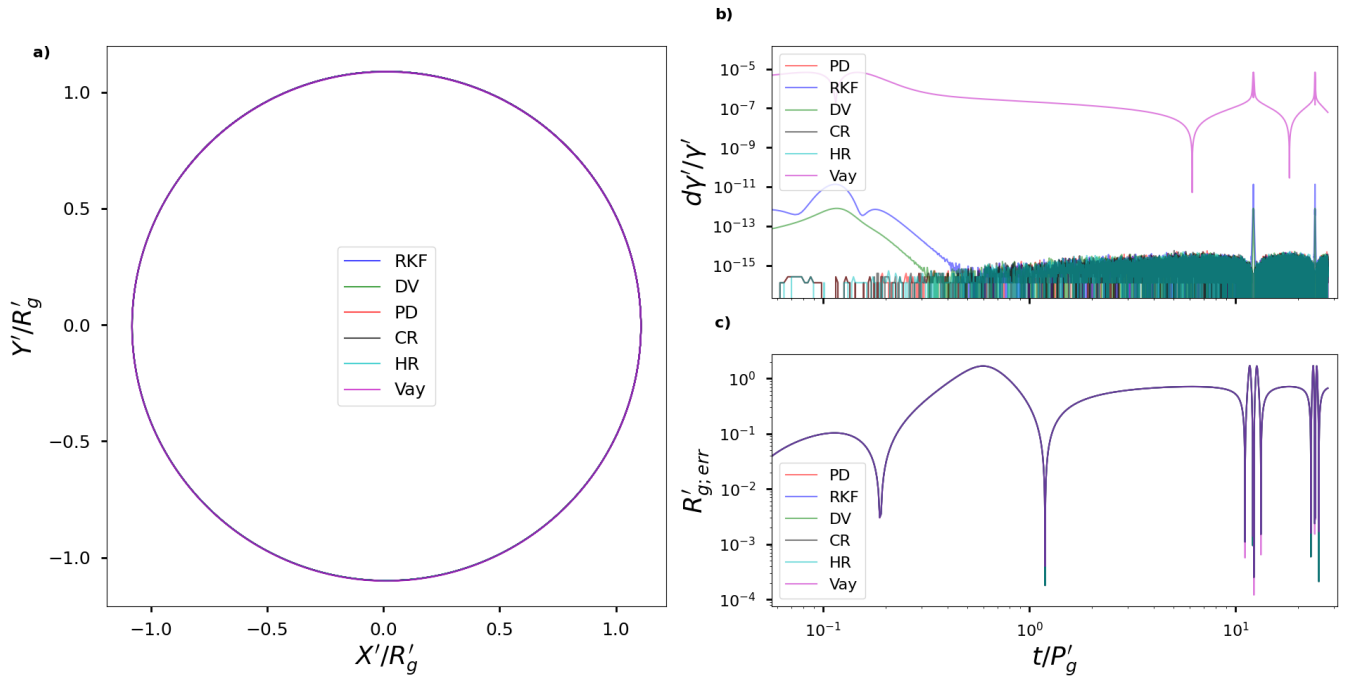 a)
1.0
0.5
0.0
−0.5
−1.0
Y′/R′g
RKF
DV
PD
CR
HR
Vay
−1.0 −0.5 0.0 0.5 1.0
X′/R′g
b)
10−5
10−7
10−9
10−11
10−13
10−15
dγ′/γ′
PD
RKF
DV
CR
HR
Vay
c)
100
10−1
10−2
10−3
10−4
R′g; err
PD
RKF
DV
CR
HR
Vay
10−1 100 101
t/P′g